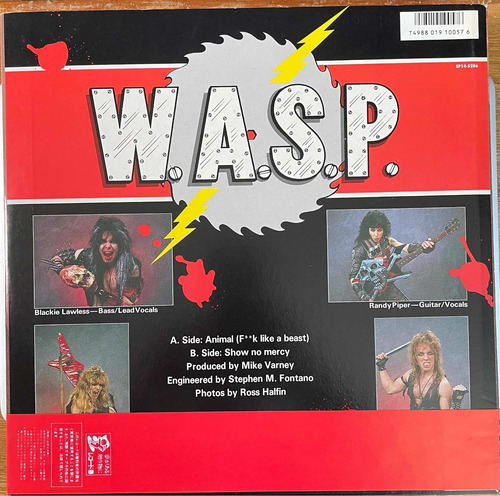 T4988 019 10057 6
SP14-5286
W.A.S.P.
Blackie Lawless—Bass/Lead Vocals
Randy Piper—Guitar/Vocals
A. Side: Animal (F**k like a beast)
B. Side: Show no mercy
Produced by Mike Varney
Engineered by Stephen M. Fontano
Photos by Ross Halfin